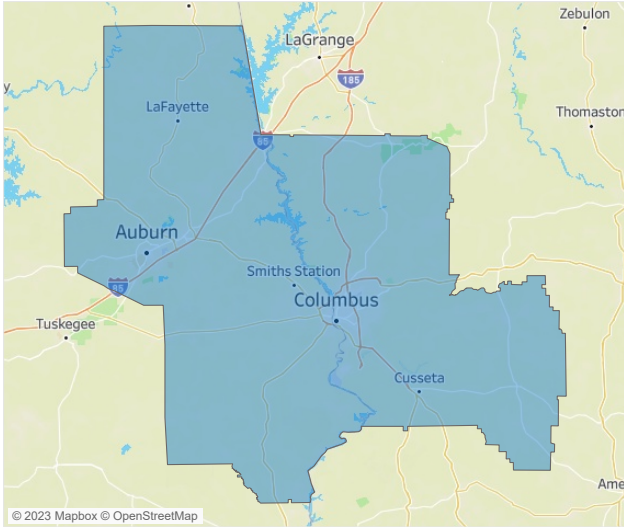 Zebulon
LaGrange
185
y
LaFayette
Thomaston
85
Auburn
Smiths Station
85
Columbus
Tuskegee
Cusseta
Ame
© 2023 Mapbox © OpenStreetMap